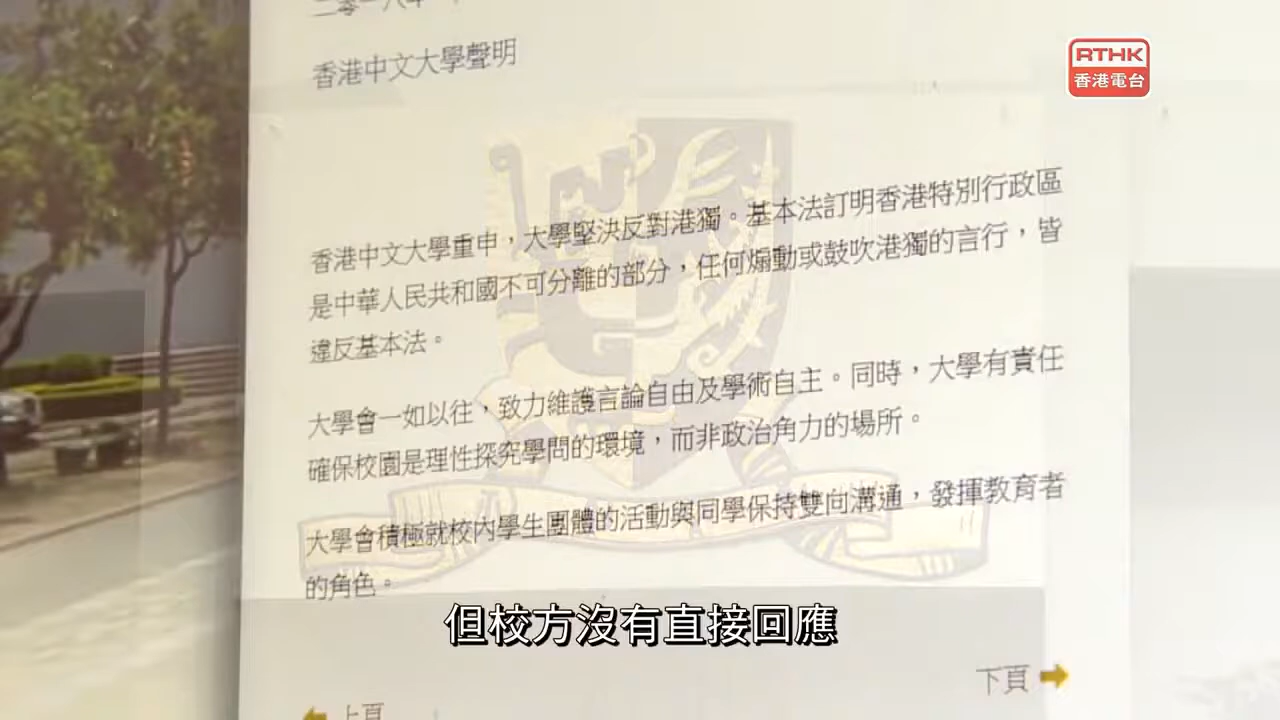 二零一八年
香港中文大學聲明
RTHK
香港電台
香港中文大學重申，大學堅決反對港獨。基本法訂明香港特別行政區
是中華人民共和國不可分離的部分，任何煽動或鼓吹港獨的言行，皆
違反基本法。
大學會一如以往，致力維護言論自由及學術自主。同時，大學有責任
確保校園是理性探究學問的環境，而非政治角力的場所。
大學會積極就校內學生團體的活動與同學保持雙向溝通，發揮教育者
的角色。
但校方沒有直接回應
下頁
上頁